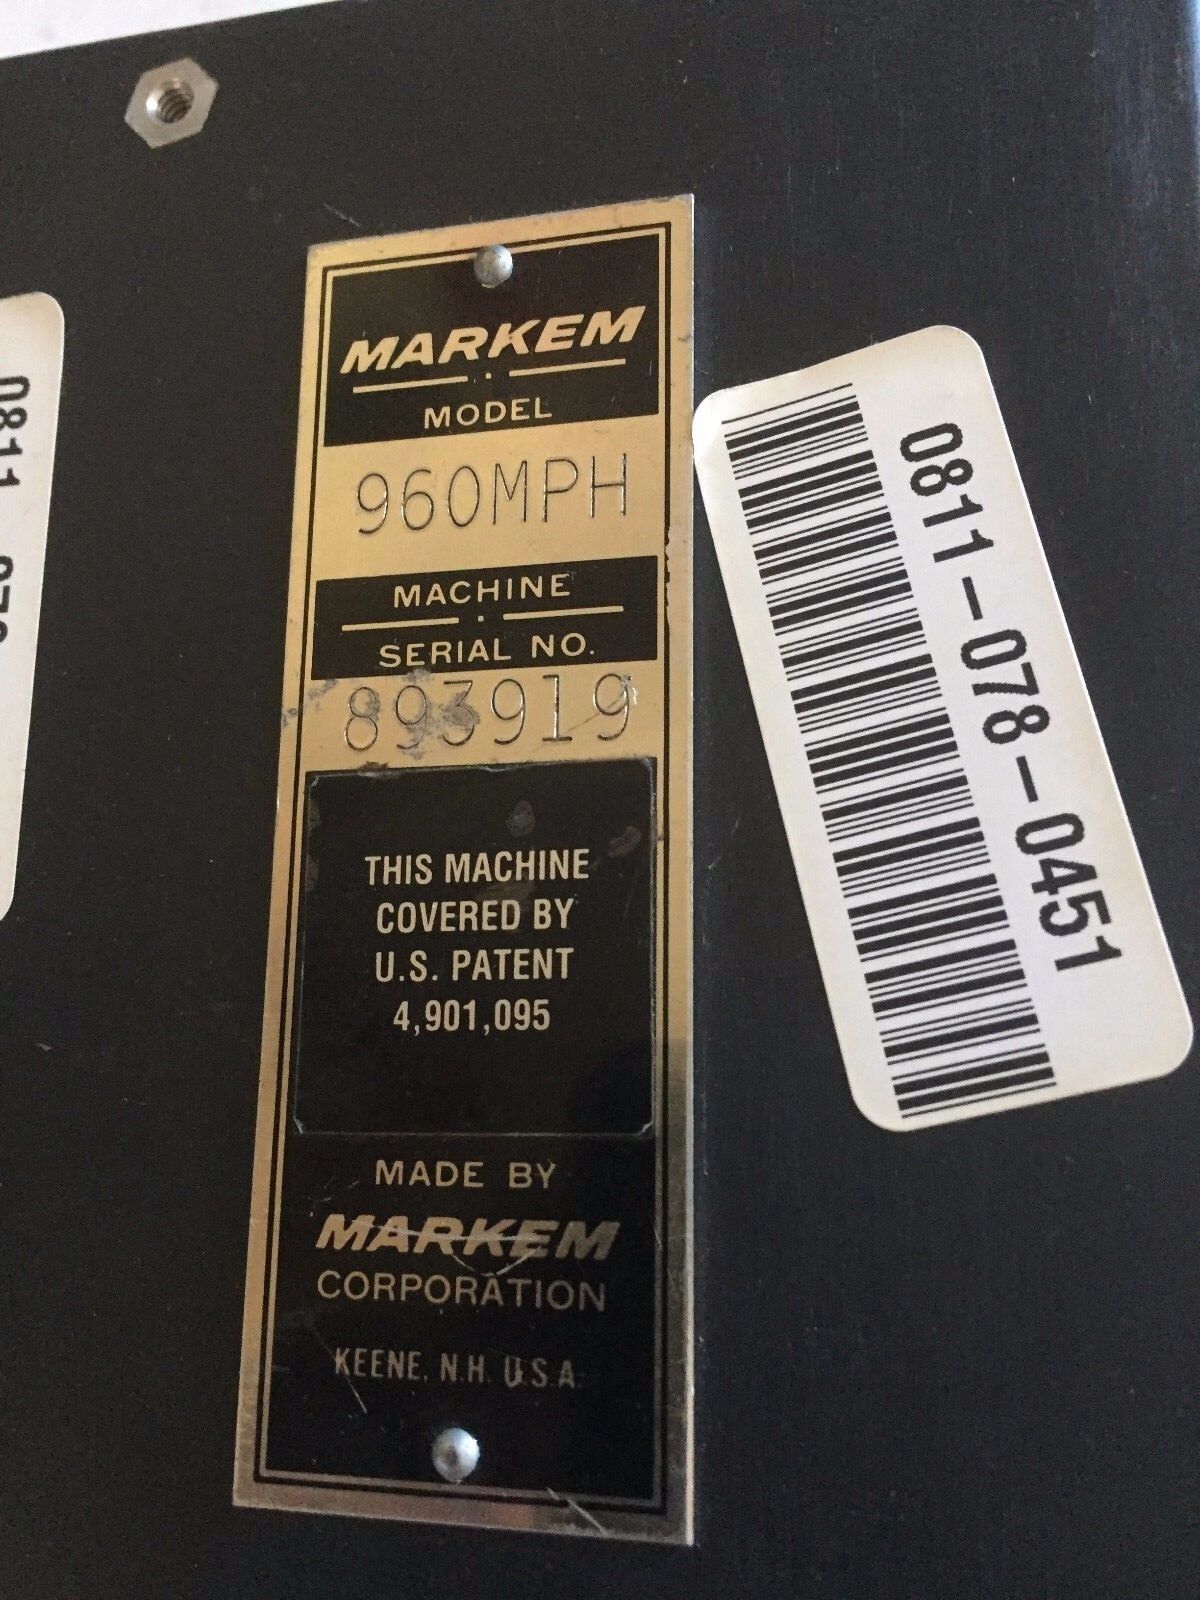 MARKEM
MODEL
960MPH
MACHINE
SERIAL NO.
893919
THIS MACHINE
COVERED BY
U.S. PATENT
4,901,095
MADE BY
MARKEM
CORPORATION
KEENE, N.H. U.S.A.
0811-078-0451
0811